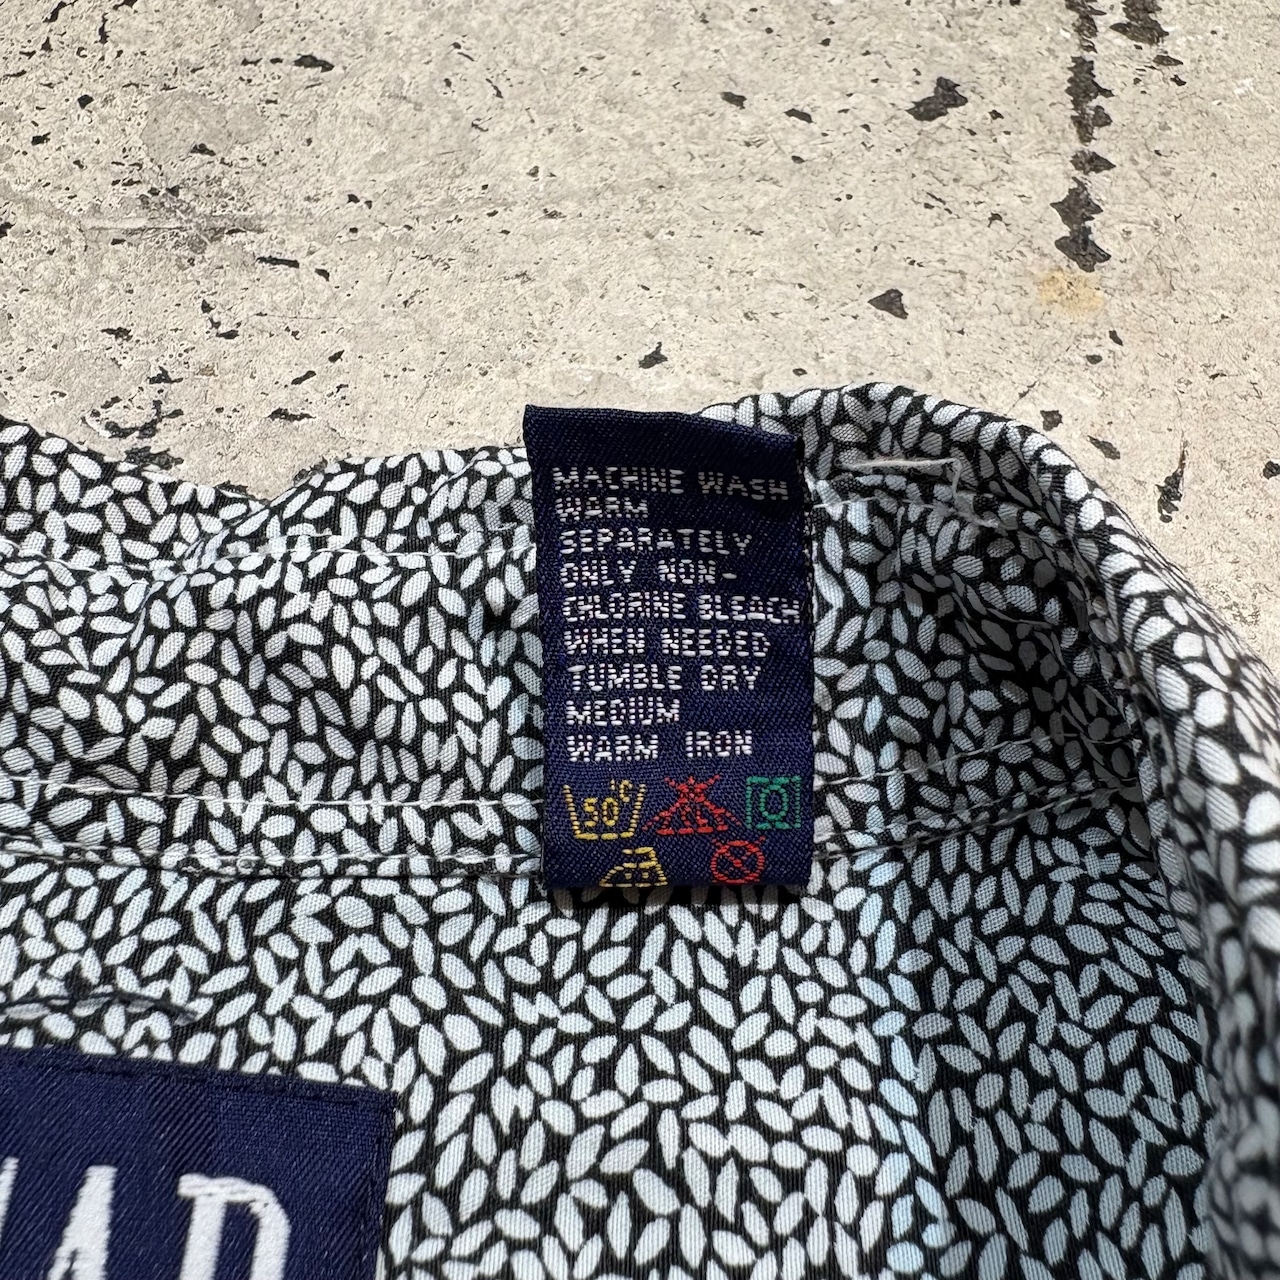 MACHINE WASH
WARM
SEPARATELY
ONLY NON-
CHLORINE BLEACH
WHEN NEEDED
TUMBLE DRY
MEDIUM
WARM IRON
50°C